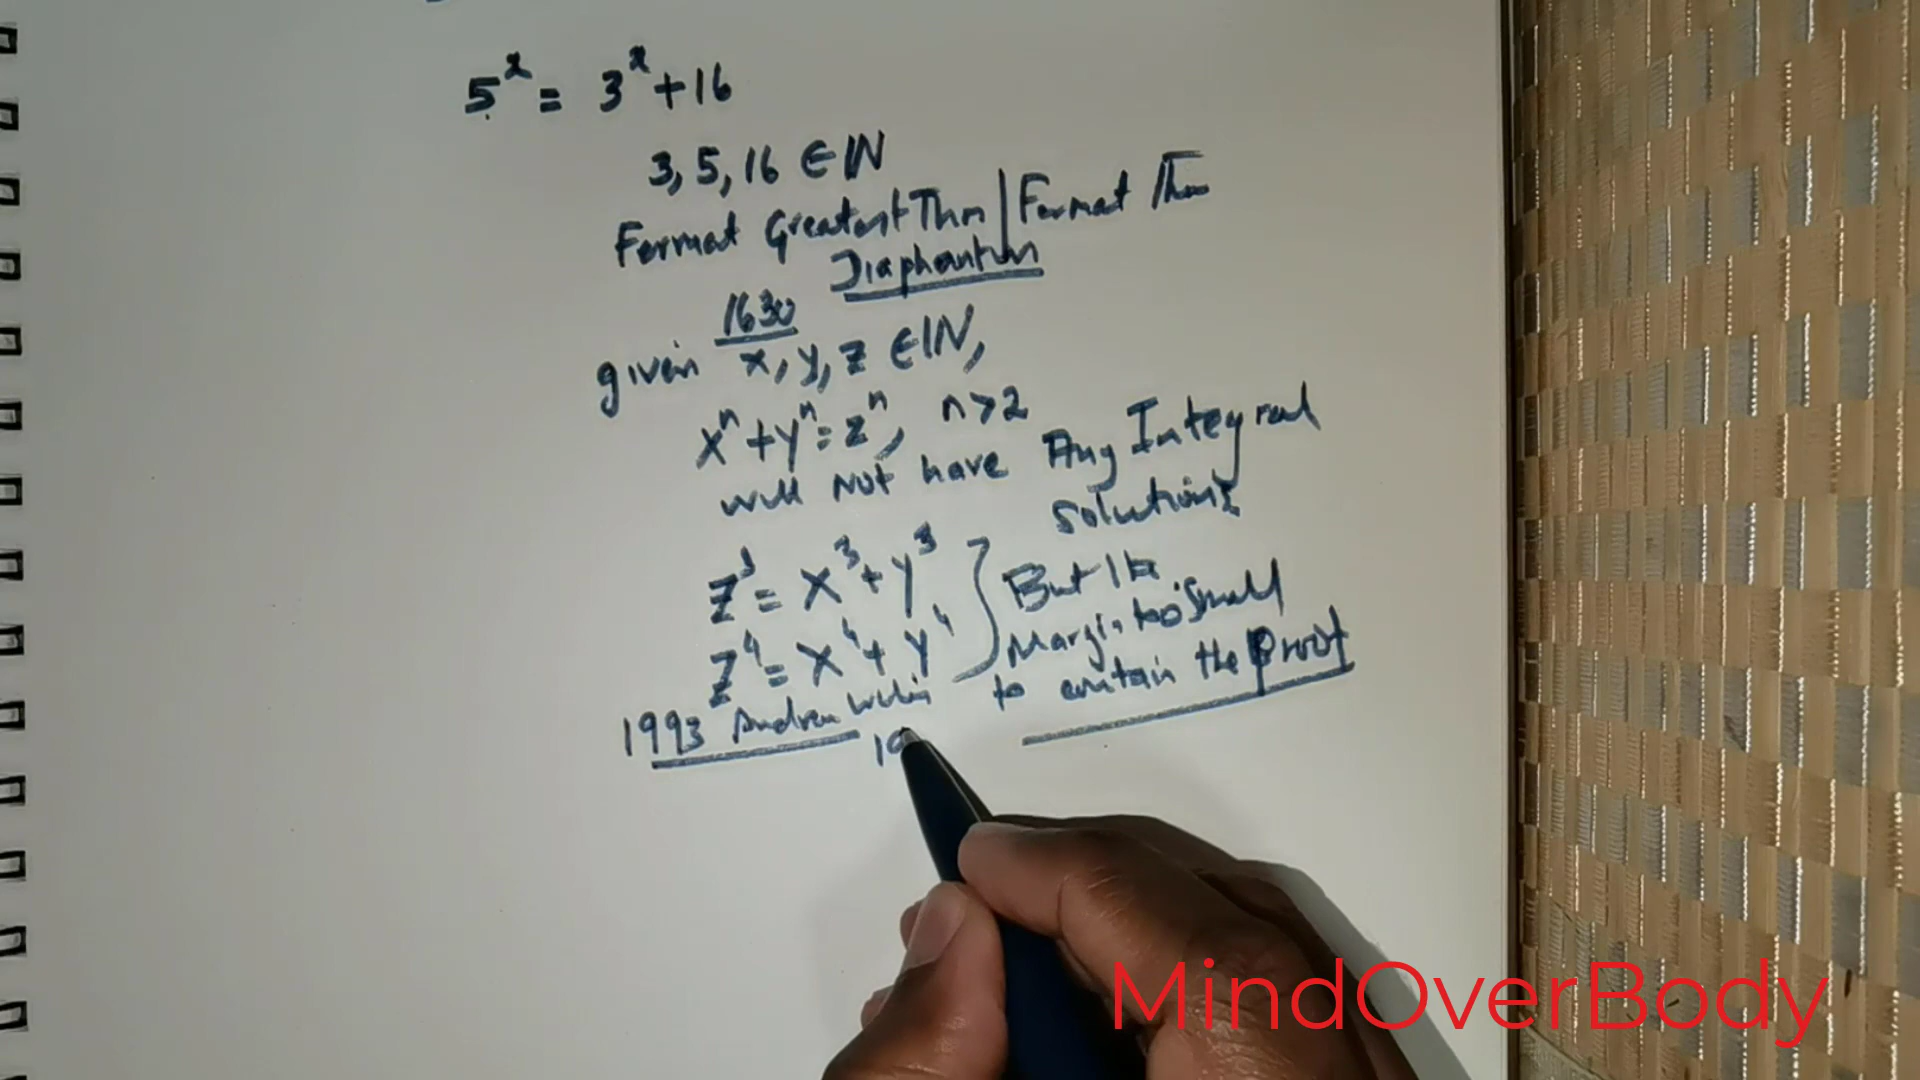 5^x = 3^x + 16
3, 5, 16 ∈ ℕ
Fermat Greatest Thm | Fermat Thm
Diaphantun
1630
given x, y, z ∈ ℕ,
x^n + y^n = z^n, n > 2
will Not have Any Integral
solutions
z^3 = x^3 + y^3
z^4 = x^4 + y^4
But the
Margin too small
to contain the Proof
1993 Andrew
19
MindOverBody